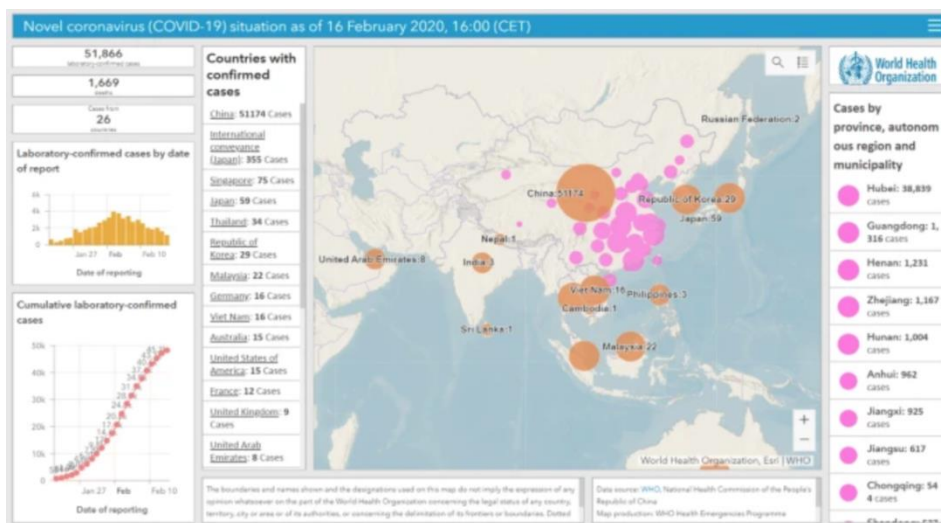 Novel coronavirus (COVID-19) situation as of 16 February 2020, 16:00 (CET)
51,866
laboratory-confirmed cases
1,669
deaths
Cases from
26
countries
Laboratory-confirmed cases by date
of report
6k
4k
2k
0
Jan 27
Feb
Feb 10
Date of reporting
Cumulative laboratory-confirmed
cases
50k
40k
30k
20k
10k
0
Jan 27
Feb
Feb 10
Date of reporting
Countries with
confirmed
cases
China: 51174 Cases
International
conveyance
(Japan): 355 Cases
Singapore: 75 Cases
Japan: 59 Cases
Thailand: 34 Cases
Republic of
Korea: 29 Cases
Malaysia: 22 Cases
Germany: 16 Cases
Viet Nam: 16 Cases
Australia: 15 Cases
United States of
America: 15 Cases
France: 12 Cases
United Kingdom: 9
Cases
United Arab
Emirates: 8 Cases
Russian Federation:2
China:51174
Republic of Korea:29
Japan:59
Nepal:1
United Arab Emirates:8
India:3
Viet Nam:16
Philippines:3
Cambodia:1
Sri Lanka:1
Malaysia:22
+
−
World Health Organization, Esri | WHO
The boundaries and names shown and the designations used on this map do not imply the expression of any
opinion whatsoever on the part of the World Health Organization concerning the legal status of any country,
territory, city or area or of its authorities, or concerning the delimitation of its frontiers or boundaries. Dotted
Data source: WHO, National Health Commission of the People's
Republic of China
Map production: WHO Health Emergencies Programme
World Health
Organization
Cases by
province, autonom
ous region and
municipality
Hubei: 38,839
cases
Guangdong: 1,
316 cases
Henan: 1,231
cases
Zhejiang: 1,167
cases
Hunan: 1,004
cases
Anhui: 962
cases
Jiangxi: 925
cases
Jiangsu: 617
cases
Chongqing: 54
4 cases